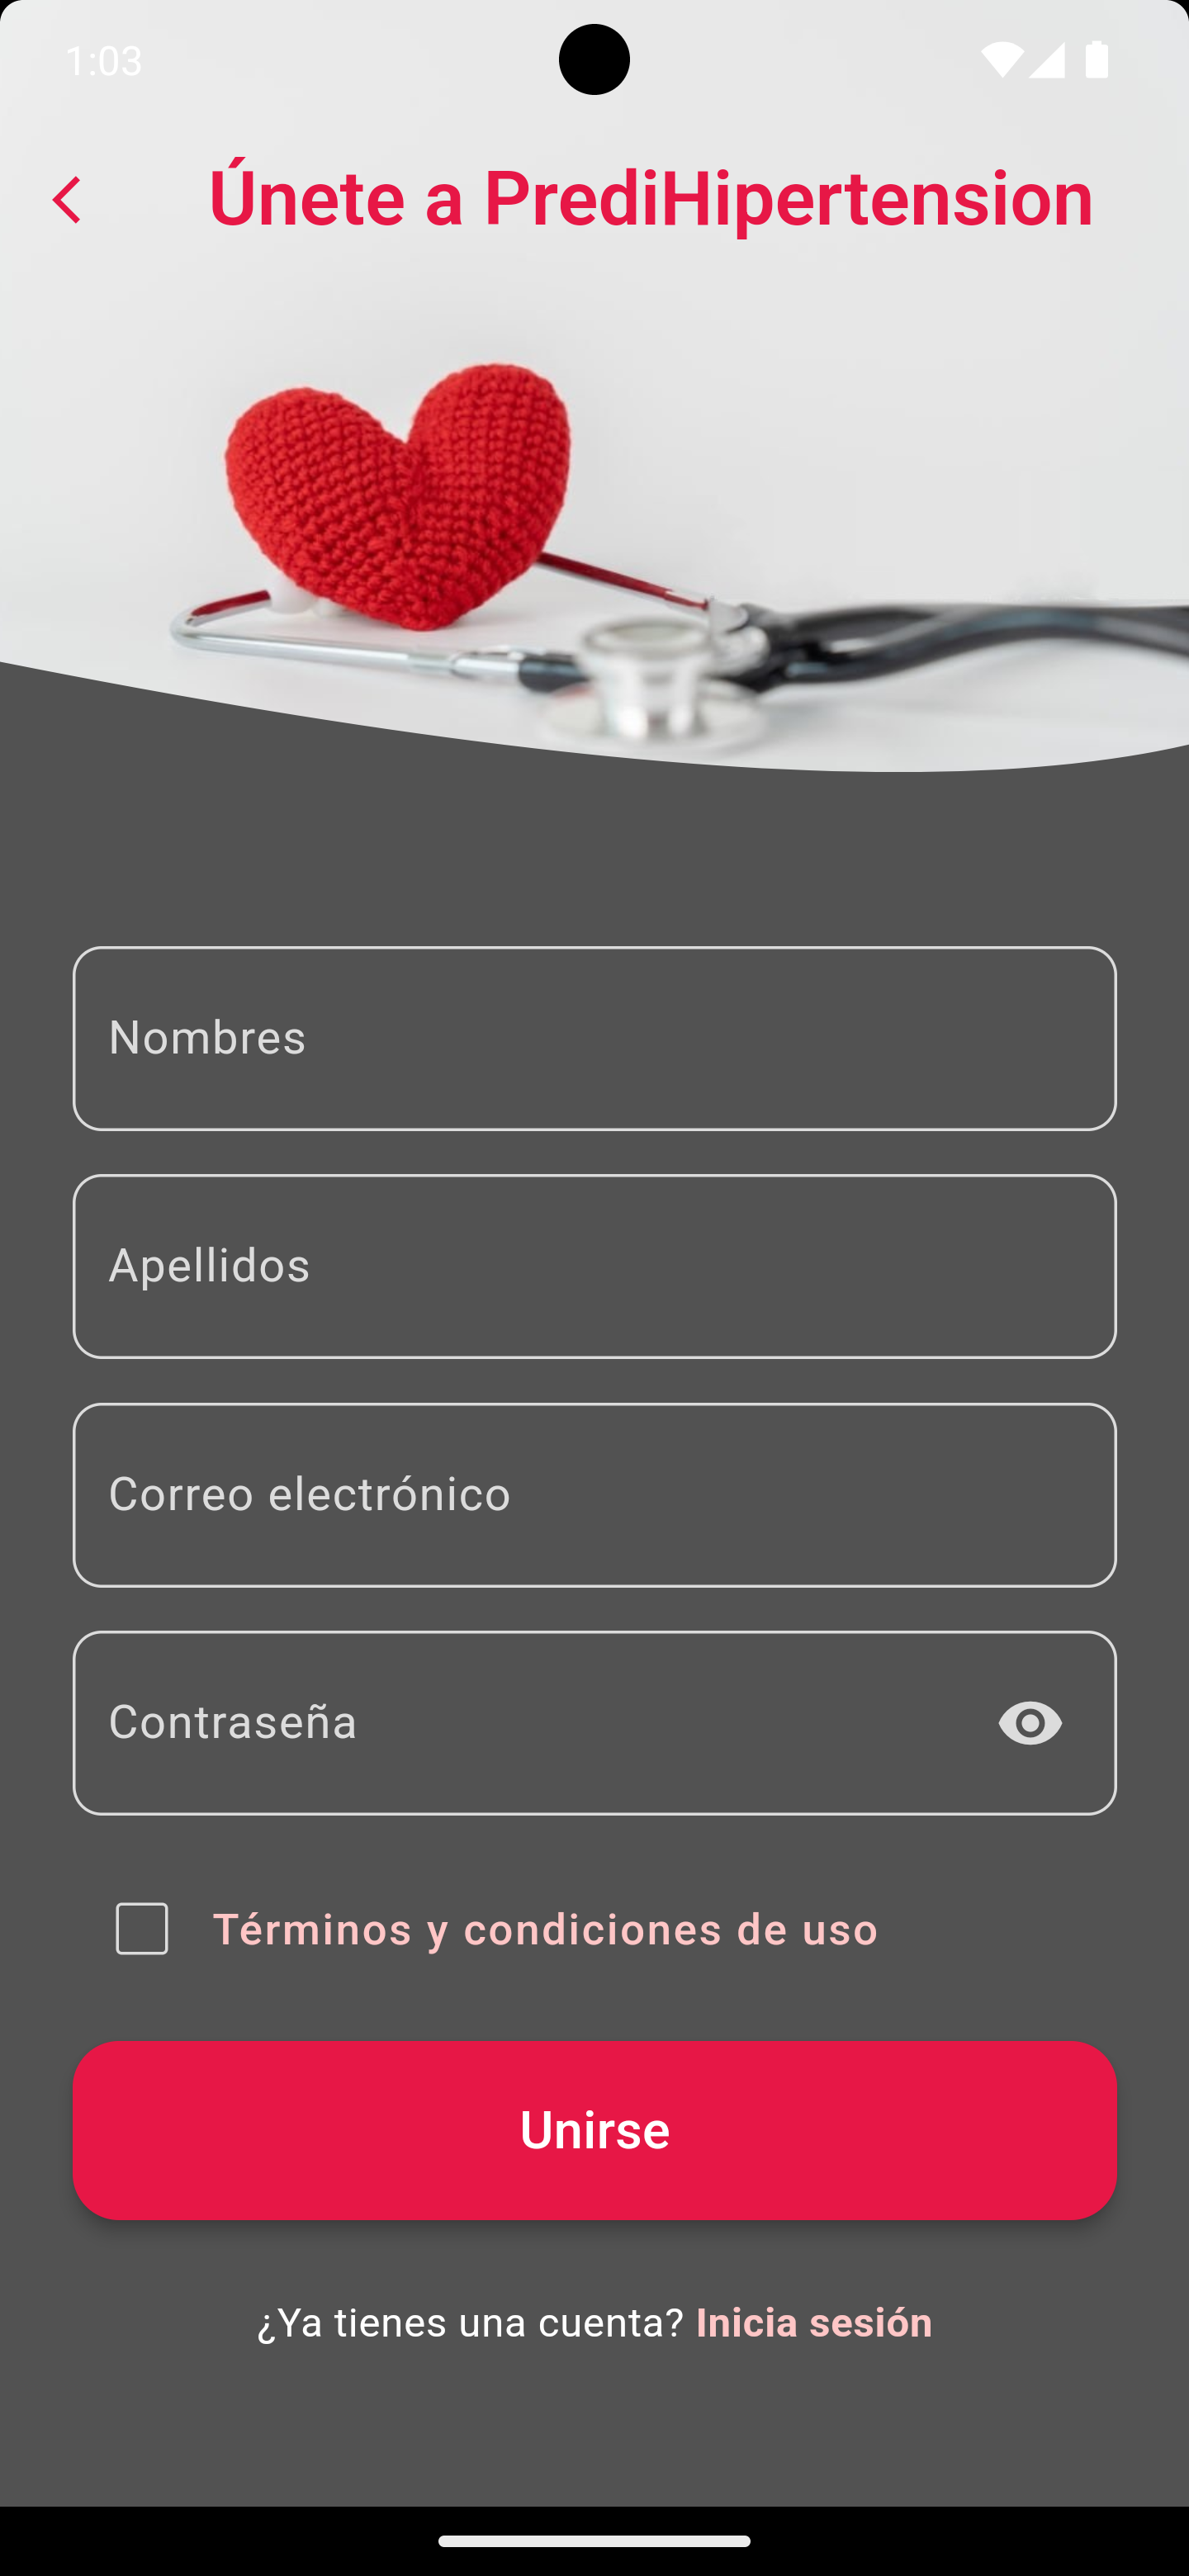 1:03
Únete a PrediHipertension
Nombres
Apellidos
Correo electrónico
Contraseña
Términos y condiciones de uso
Unirse
¿Ya tienes una cuenta? Inicia sesión